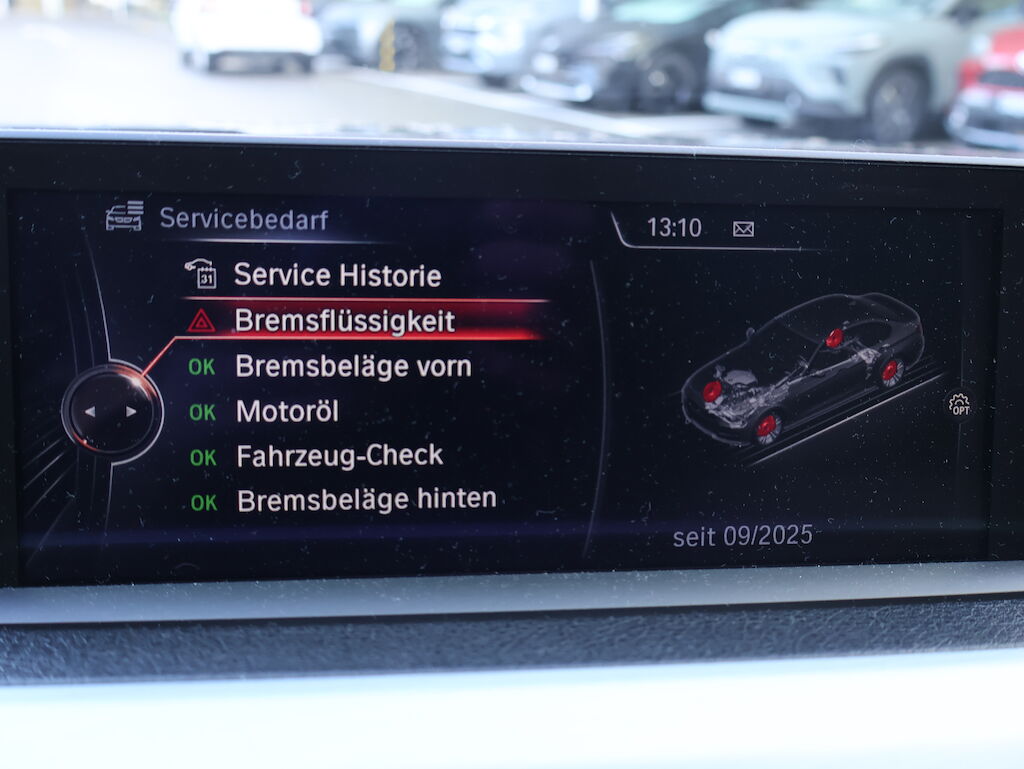 Servicebedarf
13:10
31 Service Historie
Bremsflüssigkeit
OK Bremsbeläge vorn
OK Motoröl
OK Fahrzeug-Check
OK Bremsbeläge hinten
OPT
seit 09/2025